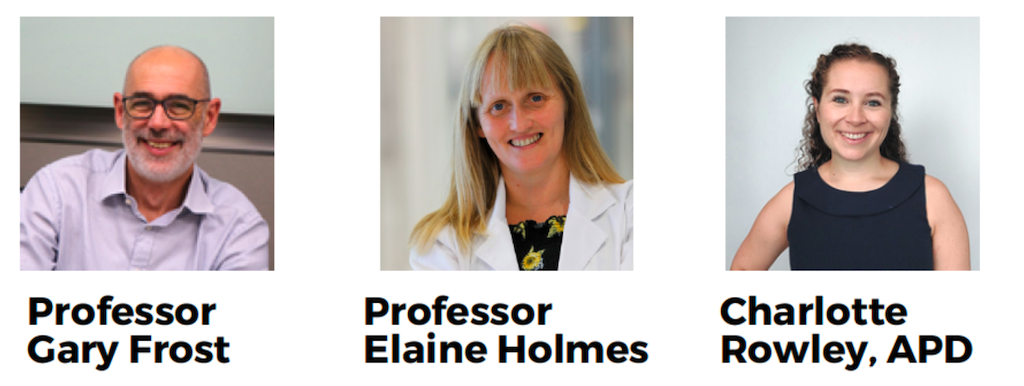 Professor
Gary Frost
Professor
Elaine Holmes
Charlotte
Rowley, APD